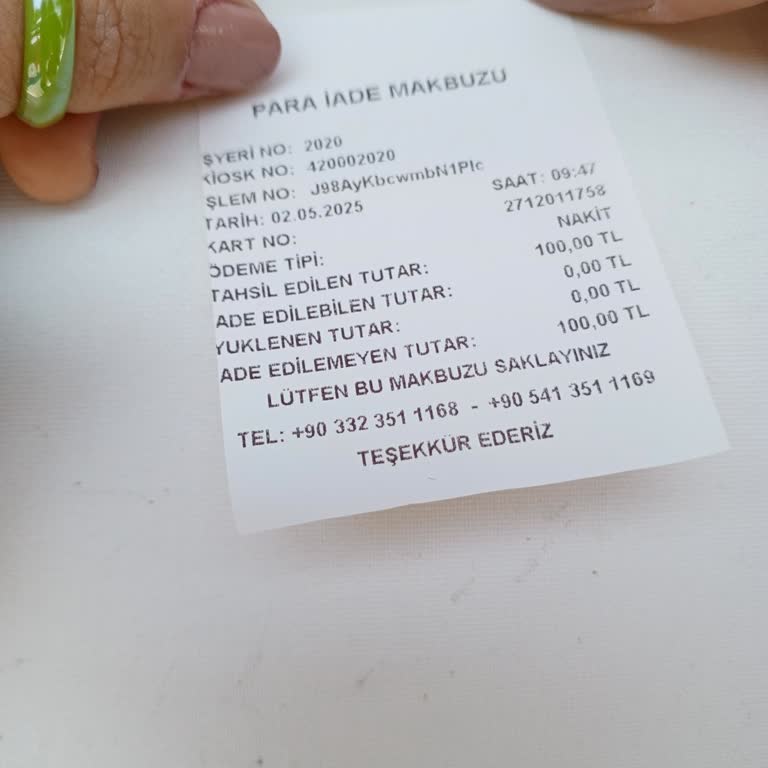 PARA İADE MAKBUZU
ŞYERİ NO: 2020
KİOSK NO: 420002020
ŞLEM NO: J98AyKbcwmbN1Plc
TARİH: 02.05.2025 SAAT: 09:47
KART NO: 2712011758
ÖDEME TİPİ: NAKİT
TAHSİL EDİLEN TUTAR: 100,00 TL
ADE EDİLEBİLEN TUTAR: 0,00 TL
YUKLENEN TUTAR: 0,00 TL
ADE EDİLEMEYEN TUTAR: 100,00 TL
LÜTFEN BU MAKBUZU SAKLAYINIZ
TEL: +90 332 351 1168 - +90 541 351 1169
TEŞEKKÜR EDERİZ